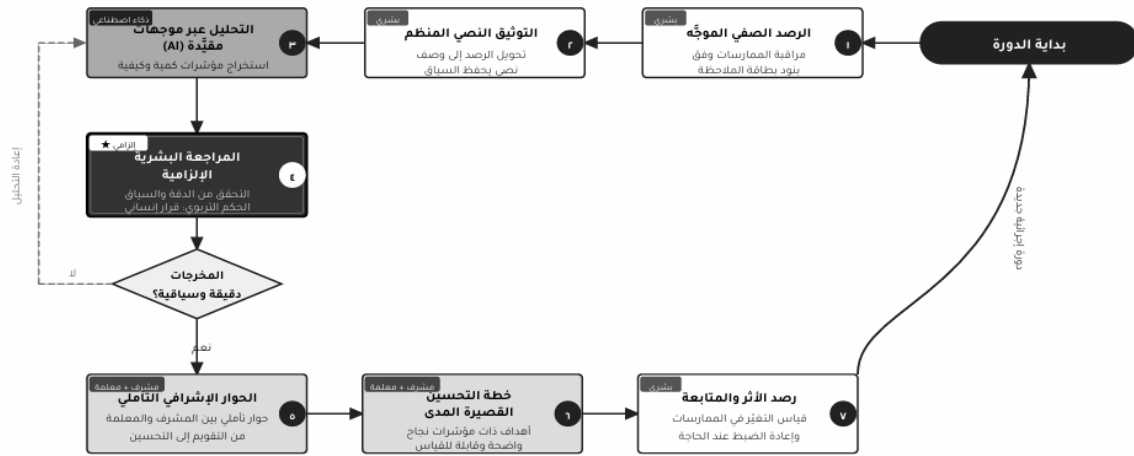 بداية الدورة
بشري
١
الرصد الصفي الموجَّه
مراقبة الممارسات وفق
بنود بطاقة الملاحظة
بشري
٢
التوثيق النصي المنظم
تحويل الرصد إلى وصف
نصي يحفظ السياق
ذكاء اصطناعي
٣
التحليل عبر موجهات
مقيَّدة (AI)
استخراج مؤشرات كمية وكيفية
إلزامي ★
٤
المراجعة البشرية
الإلزامية
التحقق من الدقة والسياق
الحكم التربوي: قرار إنساني
المخرجات
دقيقة وسياقية؟
لا
إعادة التحليل
نعم
مشرف + معلمة
٥
الحوار الإشرافي التأملي
حوار تأملي بين المشرف والمعلمة
من التقويم إلى التحسين
مشرف + معلمة
٦
خطة التحسين
القصيرة المدى
أهداف ذات مؤشرات نجاح
واضحة وقابلة للقياس
بشري
٧
رصد الأثر والمتابعة
قياس التغيُّر في الممارسات
وإعادة الضبط عند الحاجة
دورة إجرائية جديدة